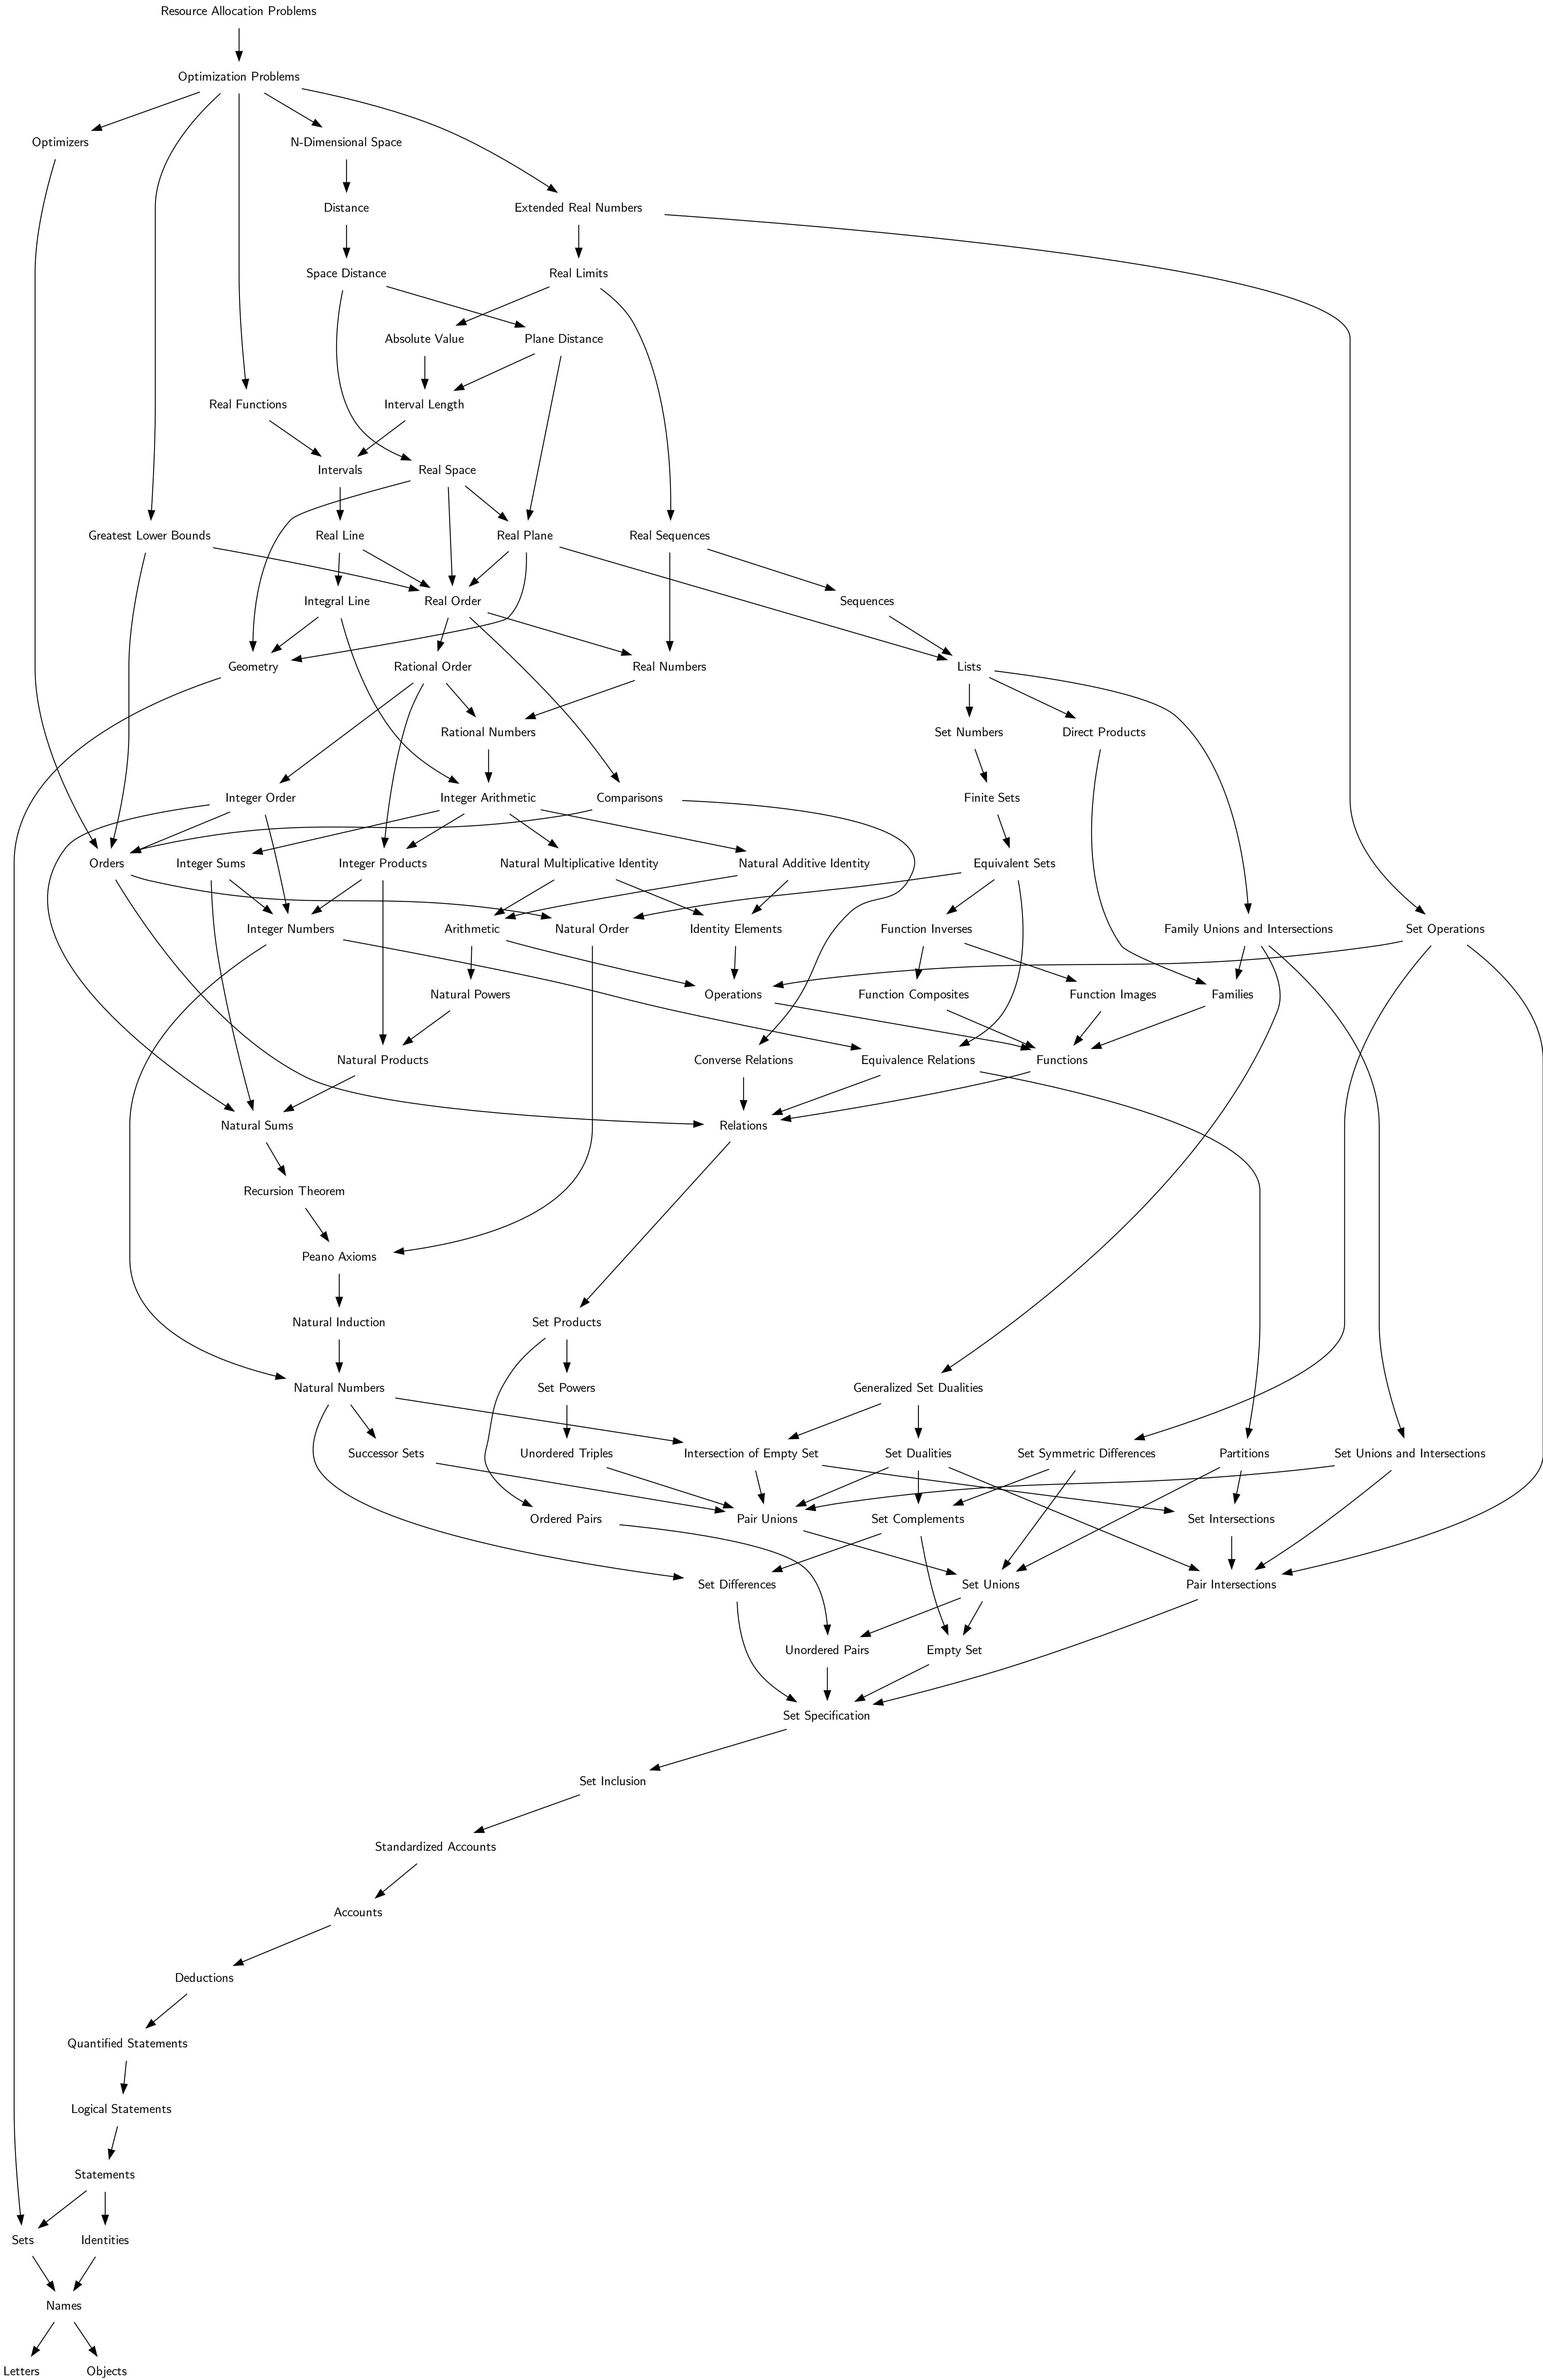 Resource Allocation Problems
Optimization Problems
Optimizers
N-Dimensional Space
Distance
Extended Real Numbers
Space Distance
Real Limits
Absolute Value
Plane Distance
Real Functions
Interval Length
Intervals
Real Space
Greatest Lower Bounds
Real Line
Real Plane
Real Sequences
Integral Line
Real Order
Sequences
Geometry
Rational Order
Real Numbers
Lists
Rational Numbers
Set Numbers
Direct Products
Integer Order
Integer Arithmetic
Comparisons
Finite Sets
Orders
Integer Sums
Integer Products
Natural Multiplicative Identity
Natural Additive Identity
Equivalent Sets
Integer Numbers
Arithmetic
Natural Order
Identity Elements
Function Inverses
Family Unions and Intersections
Set Operations
Natural Powers
Operations
Function Composites
Function Images
Families
Natural Products
Converse Relations
Equivalence Relations
Functions
Natural Sums
Relations
Recursion Theorem
Peano Axioms
Natural Induction
Set Products
Natural Numbers
Set Powers
Generalized Set Dualities
Successor Sets
Unordered Triples
Intersection of Empty Set
Set Dualities
Set Symmetric Differences
Partitions
Set Unions and Intersections
Ordered Pairs
Pair Unions
Set Complements
Set Intersections
Set Differences
Set Unions
Pair Intersections
Unordered Pairs
Empty Set
Set Specification
Set Inclusion
Standardized Accounts
Accounts
Deductions
Quantified Statements
Logical Statements
Statements
Sets
Identities
Names
Letters
Objects